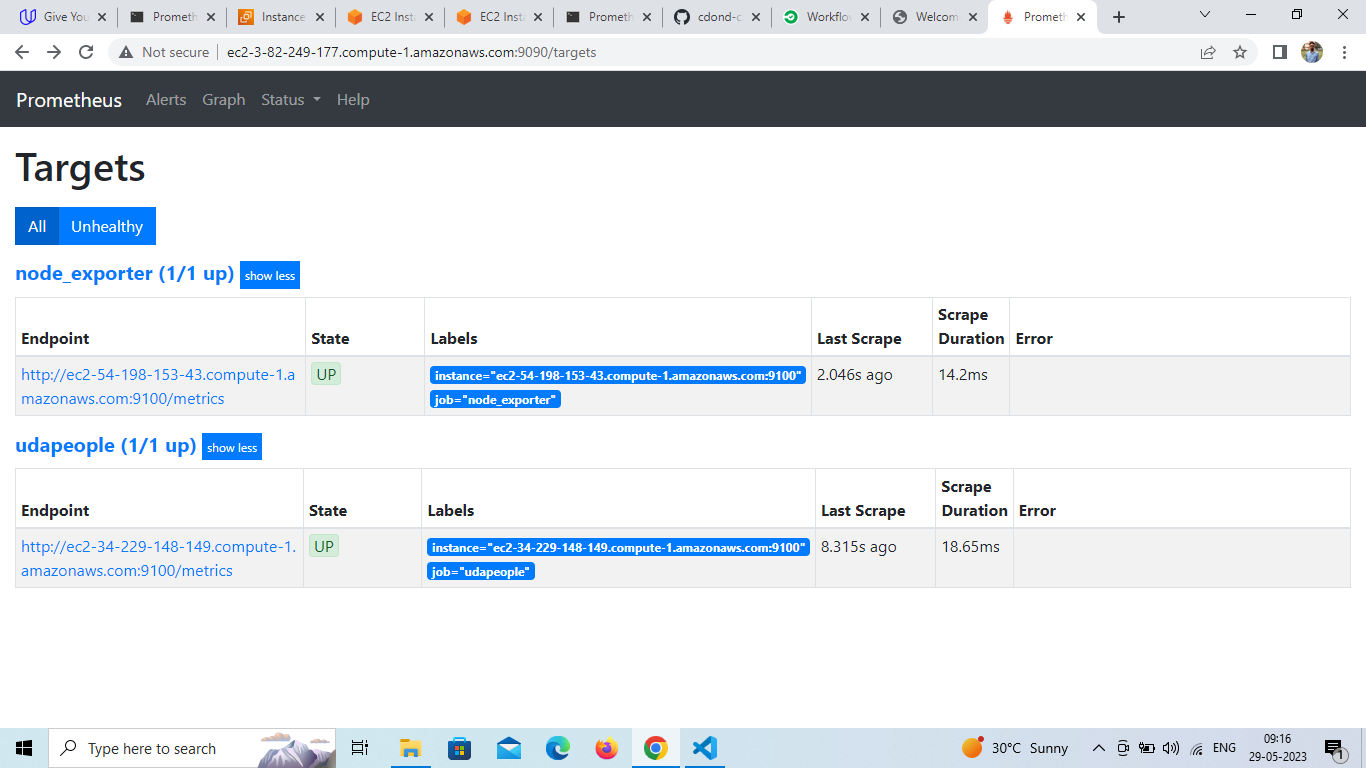 Give You
Prometh
Instance
EC2 Inst
EC2 Inst
Prometh
cdond-c
Workflo
Welcom
Prometh
Not secure
ec2-3-82-249-177.compute-1.amazonaws.com:9090/targets
Prometheus Alerts Graph Status Help
Targets
All Unhealthy
node_exporter (1/1 up) show less
Endpoint State Labels Last Scrape Scrape Duration Error
http://ec2-54-198-153-43.compute-1.a
mazonaws.com:9100/metrics
UP
instance="ec2-54-198-153-43.compute-1.amazonaws.com:9100"
job="node_exporter"
2.046s ago
14.2ms
udapeople (1/1 up) show less
Endpoint State Labels Last Scrape Scrape Duration Error
http://ec2-34-229-148-149.compute-1.
amazonaws.com:9100/metrics
UP
instance="ec2-34-229-148-149.compute-1.amazonaws.com:9100"
job="udapeople"
8.315s ago
18.65ms
Type here to search
30°C Sunny
ENG
09:16
29-05-2023
1